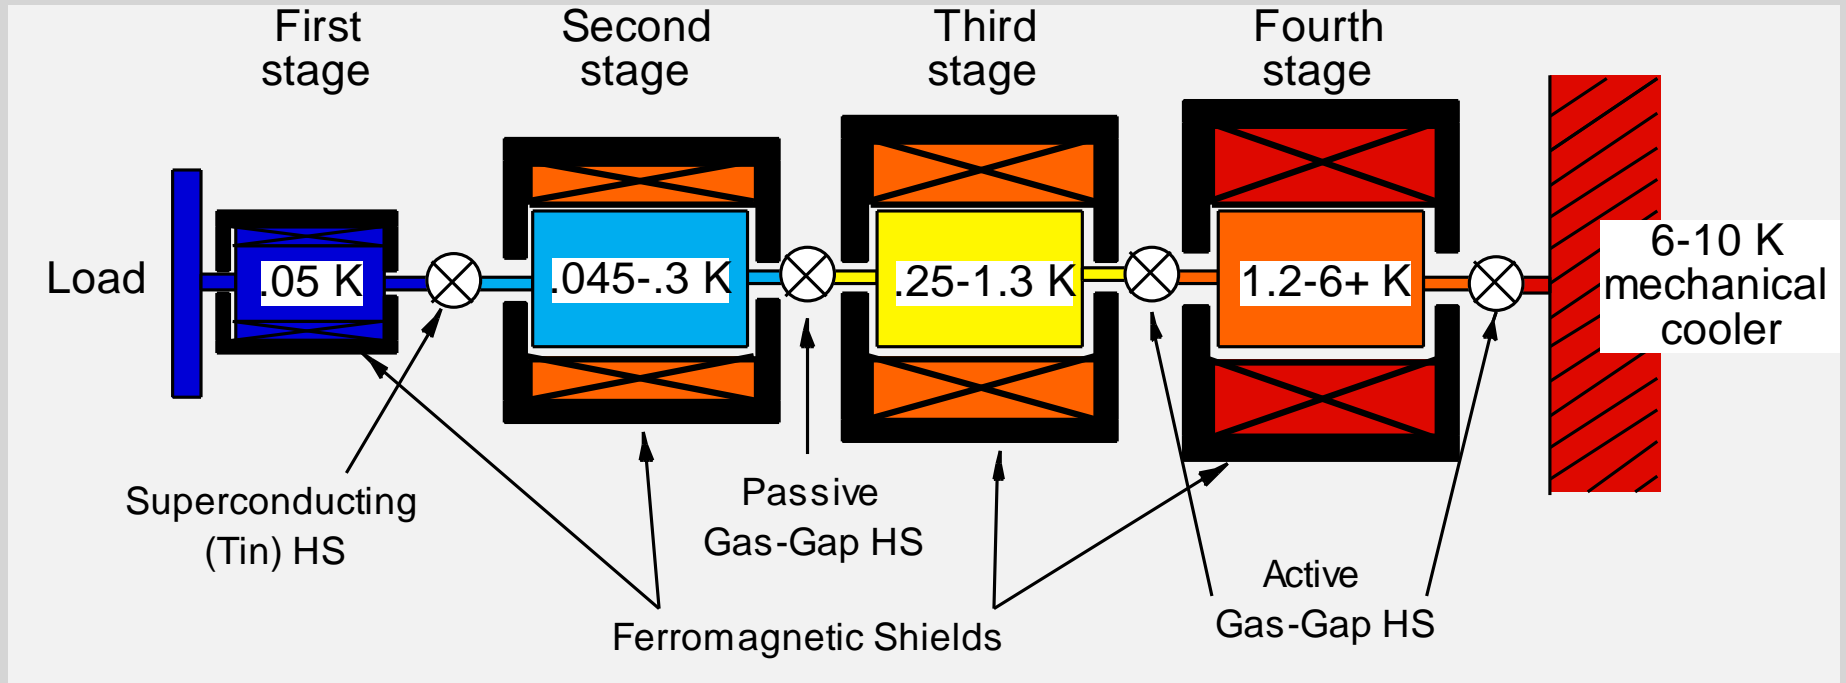 First
stage
Second
stage
Third
stage
Fourth
stage
Load
.05 K
.045-.3 K
.25-1.3 K
1.2-6+ K
6-10 K
mechanical
cooler
Superconducting
(Tin) HS
Passive
Gas-Gap HS
Active
Gas-Gap HS
Ferromagnetic Shields